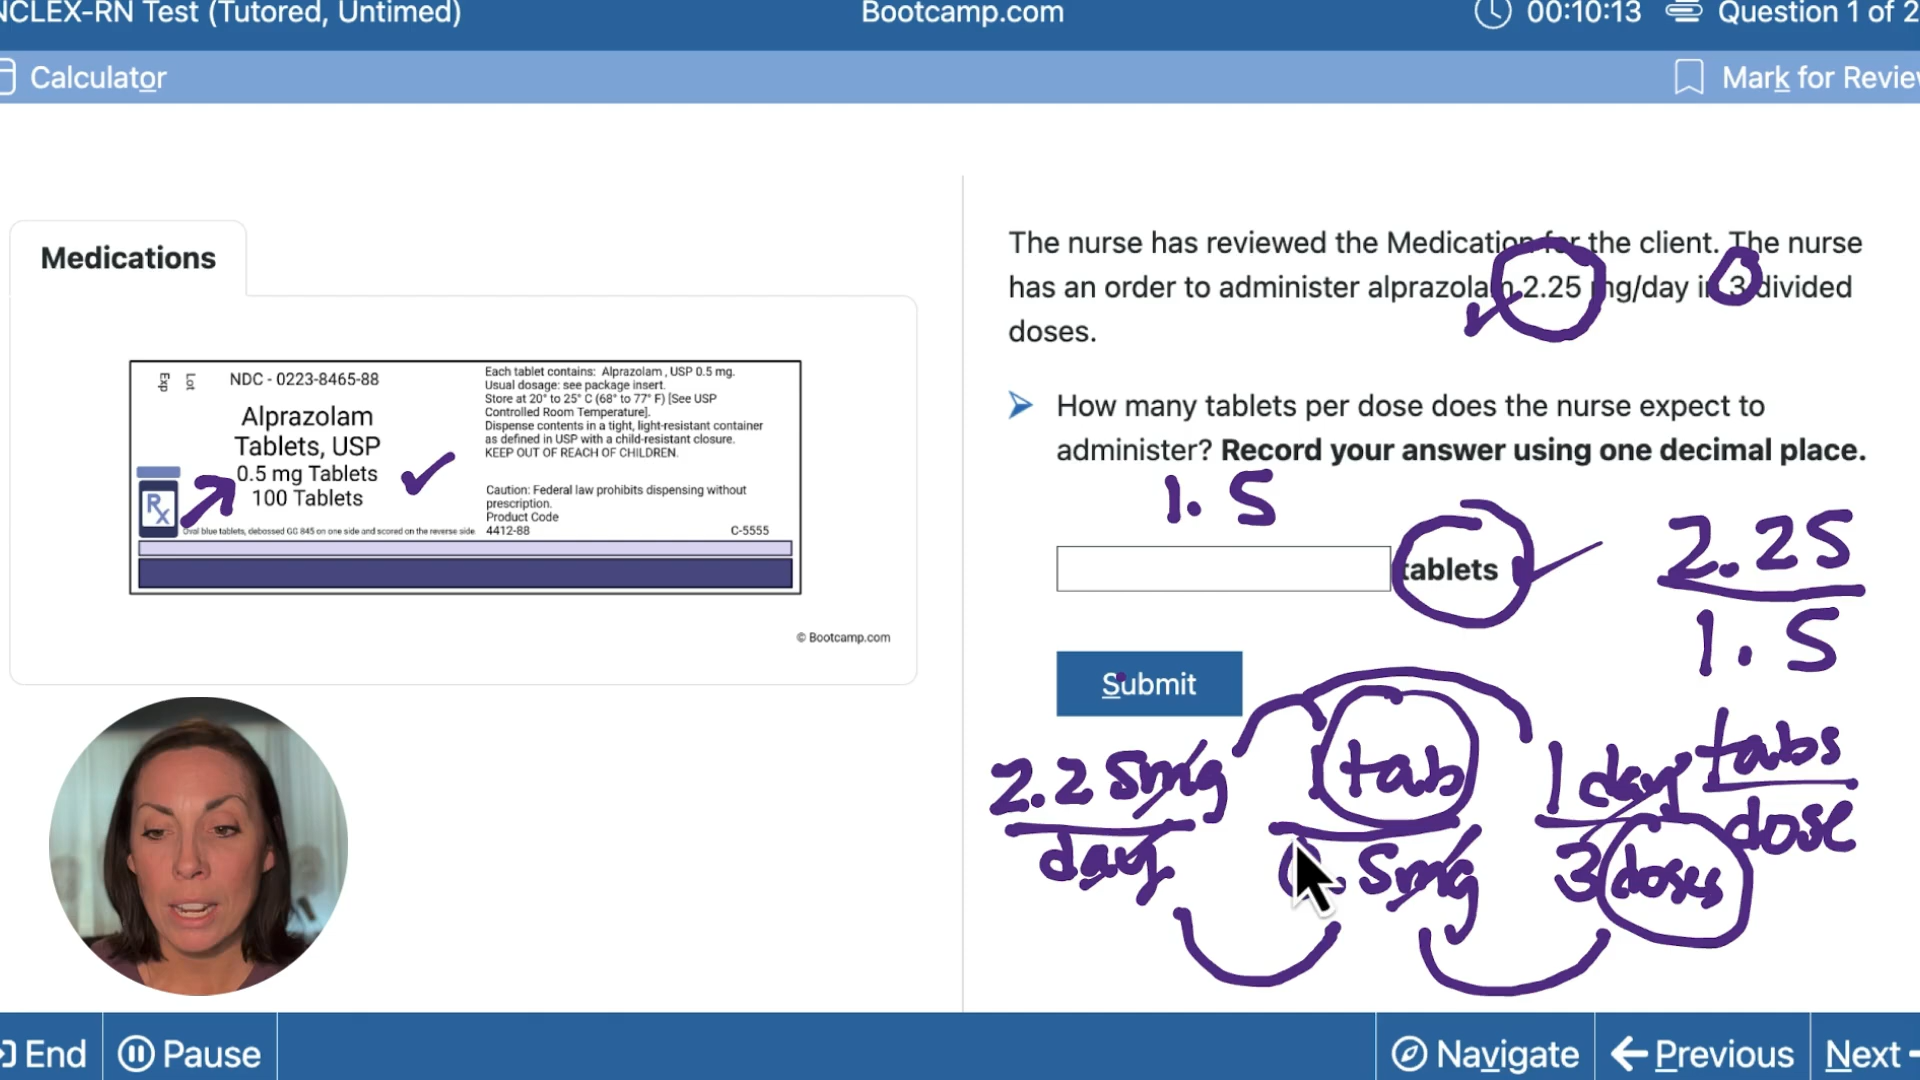 NCLEX-RN Test (Tutored, Untimed)
Bootcamp.com
00:10:13
Question 1 of 2
Calculator
Mark for Review
Medications
Exp
Lot
NDC - 0223-8465-88
Alprazolam
Tablets, USP
0.5 mg Tablets
100 Tablets
Rx
Oval blue tablets, debossed GG 845 on one side and scored on the reverse side.
Each tablet contains: Alprazolam , USP 0.5 mg.
Usual dosage: see package insert.
Store at 20° to 25° C (68° to 77° F) [See USP
Controlled Room Temperature].
Dispense contents in a tight, light-resistant container
as defined in USP with a child-resistant closure.
KEEP OUT OF REACH OF CHILDREN.
Caution: Federal law prohibits dispensing without
prescription.
Product Code
4412-88
C-5555
© Bootcamp.com
The nurse has reviewed the Medication for the client. The nurse
has an order to administer alprazolam 2.25 mg/day in 3 divided
doses.
How many tablets per dose does the nurse expect to
administer? Record your answer using one decimal place.
1.5
tablets
2.25
1.5
Submit
2.25mg
day
1 tab
0.5mg
1 day
3 doses
tabs
dose
End
Pause
Navigate
Previous
Next